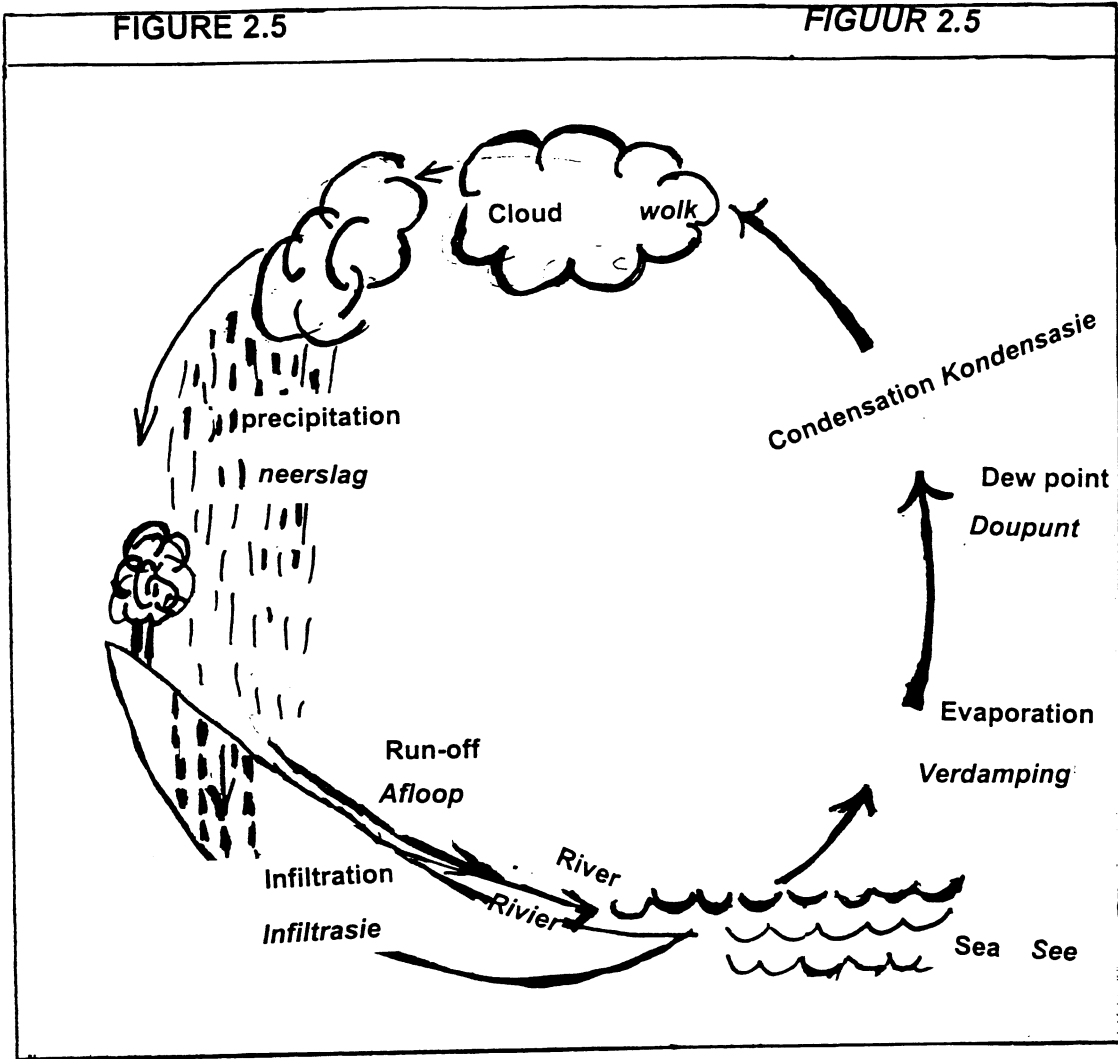 FIGURE 2.5
FIGUUR 2.5
Cloud wolk
Condensation Kondensasie
precipitation
neerslag
Dew point
Doupunt
Evaporation
Verdamping
Run-off
Afloop
River
Rivier
Infiltration
Infiltrasie
Sea See